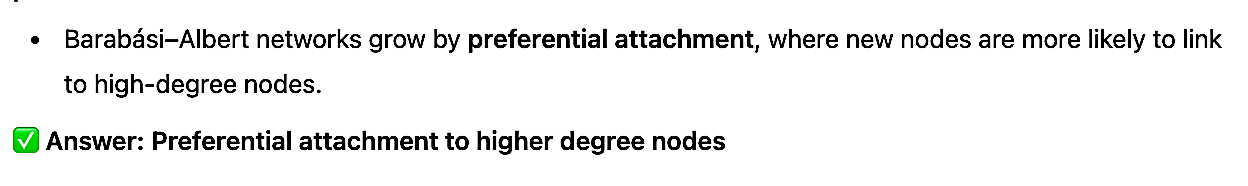 • Barabási–Albert networks grow by preferential attachment, where new nodes are more likely to link
to high-degree nodes.
✅ Answer: Preferential attachment to higher degree nodes